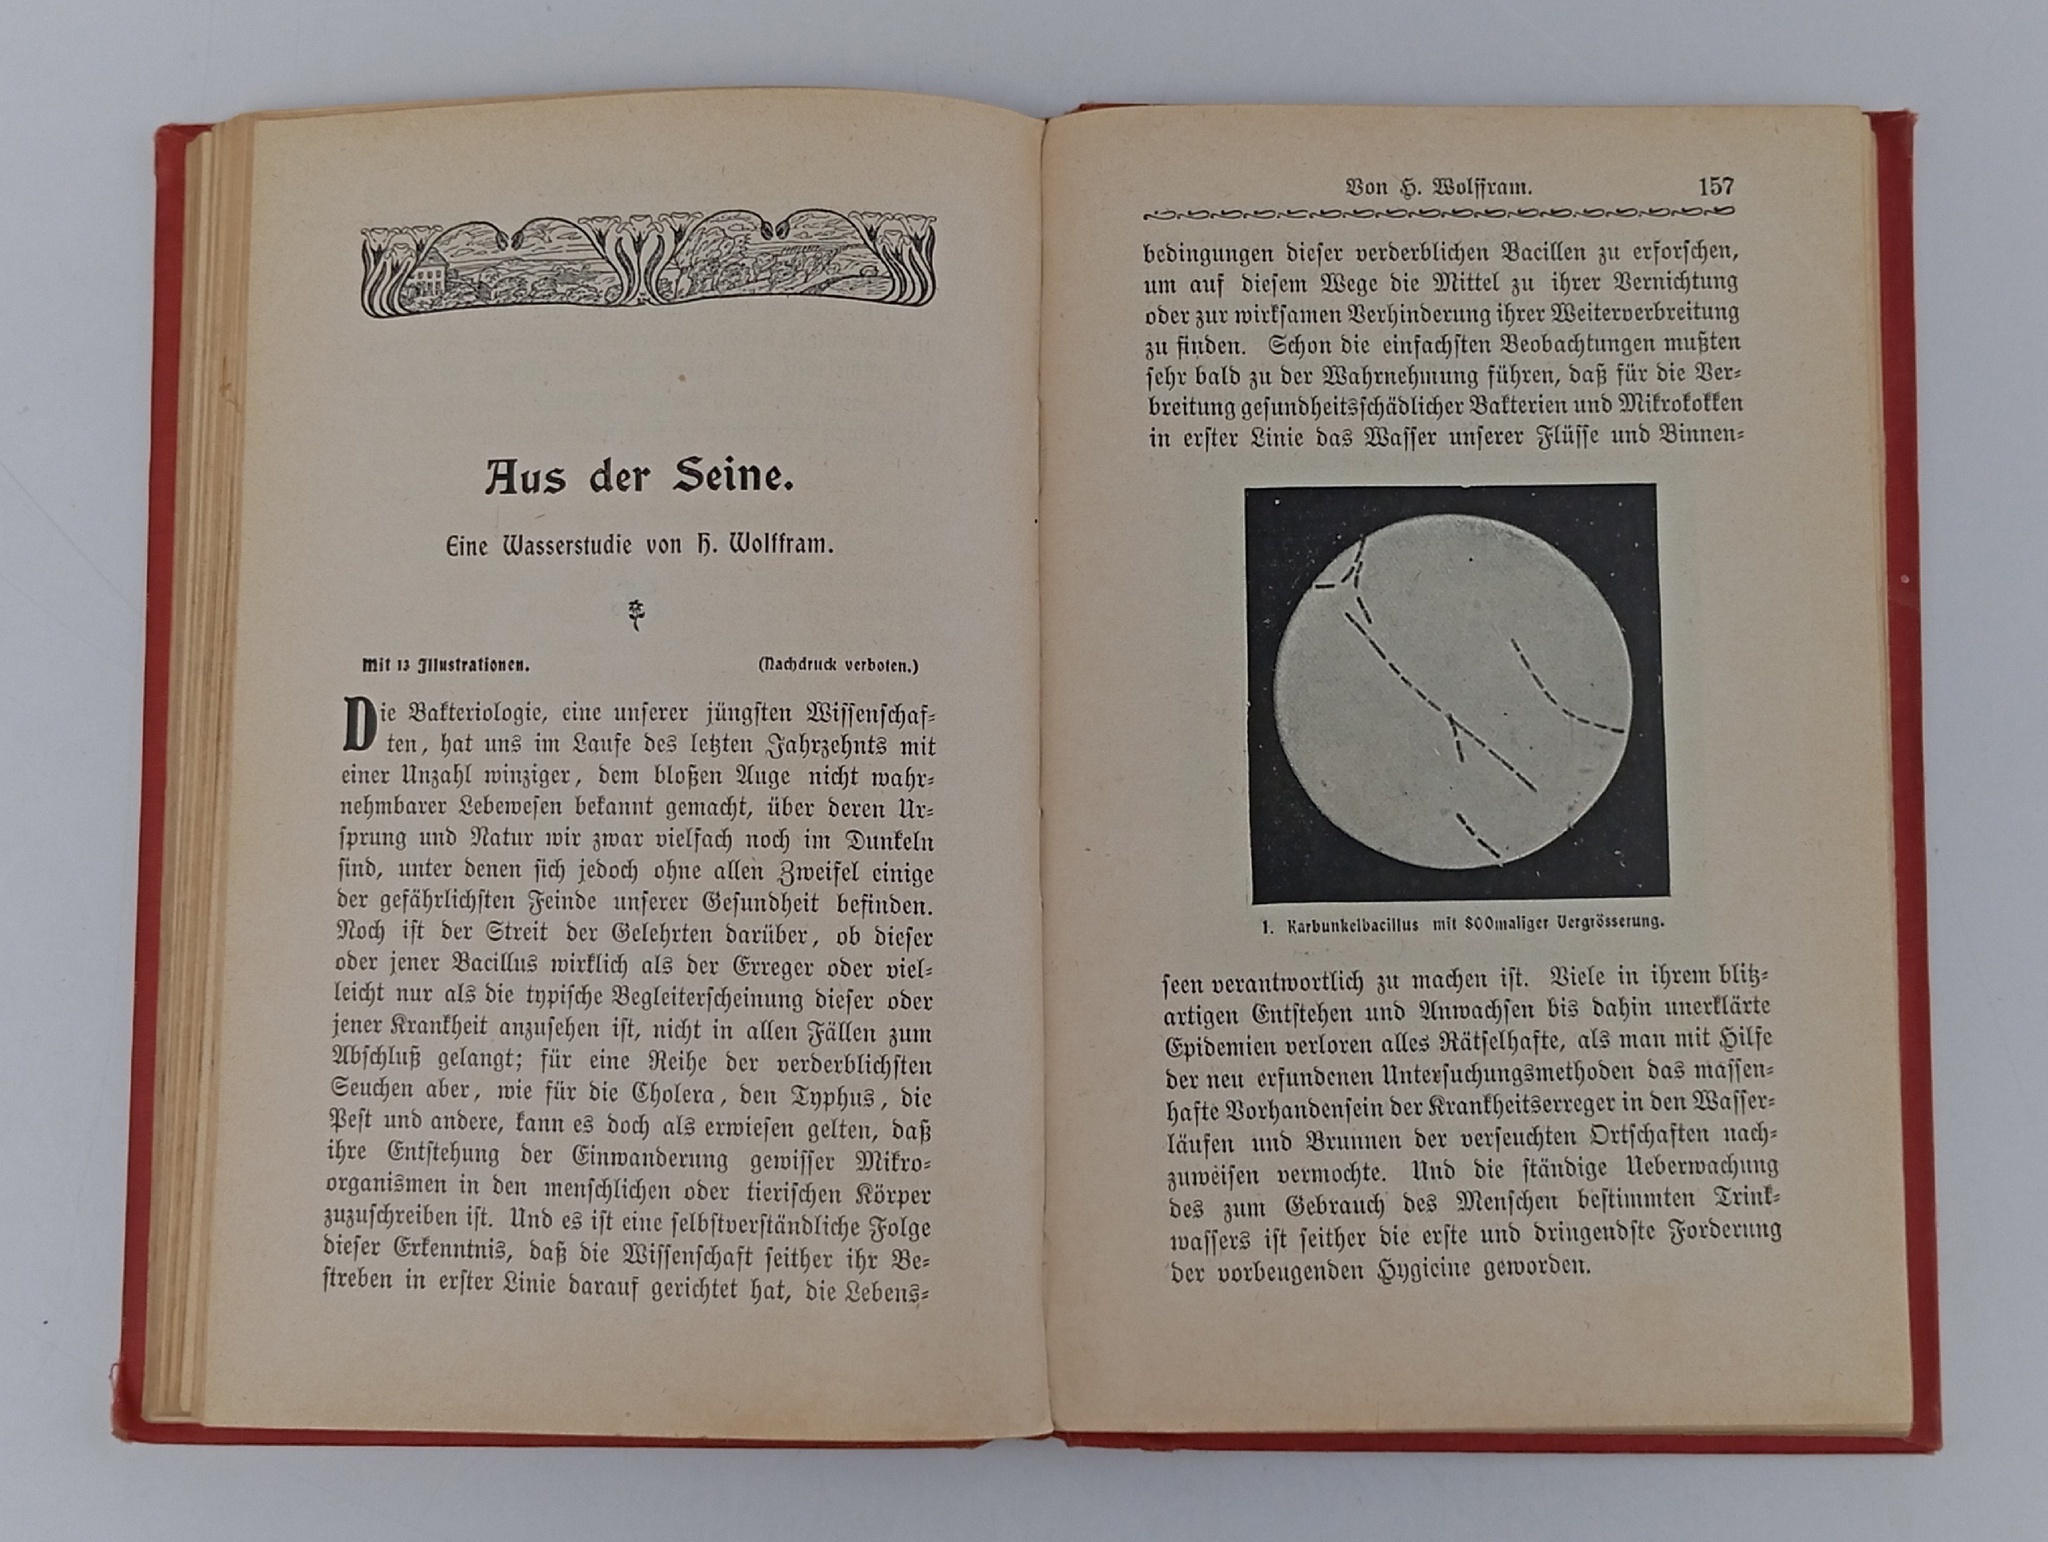 Aus der Seine.
Eine Wasserstudie von H. Wolffram.
Mit 13 Illustrationen. (Nachdruck verboten.)
Die Bakteriologie, eine unſerer jüngſten Wiſſenſchaf-
ten, hat uns im Laufe des letzten Jahrzehnts mit
einer Unzahl winziger, dem bloßen Auge nicht wahr-
nehmbarer Lebeweſen bekannt gemacht, über deren Ur-
ſprung und Natur wir zwar vielfach noch im Dunkeln
ſind, unter denen ſich jedoch ohne allen Zweifel einige
der gefährlichſten Feinde unſerer Geſundheit befinden.
Noch iſt der Streit der Gelehrten darüber, ob dieſer
oder jener Bacillus wirklich als der Erreger oder viel-
leicht nur als die typiſche Begleiterſcheinung dieſer oder
jener Krankheit anzuſehen iſt, nicht in allen Fällen zum
Abſchluß gelangt; für eine Reihe der verderblichſten
Seuchen aber, wie für die Cholera, den Typhus, die
Peſt und andere, kann es doch als erwieſen gelten, daß
ihre Entſtehung der Einwanderung gewiſſer Mikro-
organismen in den menſchlichen oder tieriſchen Körper
zuzuſchreiben iſt. Und es iſt eine ſelbſtverſtändliche Folge
dieſer Erkenntnis, daß die Wiſſenſchaft ſeither ihr Be-
ſtreben in erſter Linie darauf gerichtet hat, die Lebens-
Von H. Wolffram. 157
bedingungen dieſer verderblichen Bacillen zu erforſchen,
um auf dieſem Wege die Mittel zu ihrer Vernichtung
oder zur wirkſamen Verhinderung ihrer Weiterverbreitung
zu finden. Schon die einfachſten Beobachtungen mußten
ſehr bald zu der Wahrnehmung führen, daß für die Ver-
breitung geſundheitsſchädlicher Bakterien und Mikrokokken
in erſter Linie das Waſſer unſerer Flüſſe und Binnen-
1. Karbunkelbacillus mit 800maliger Vergrösserung.
ſeen verantwortlich zu machen iſt. Viele in ihrem blitz-
artigen Entſtehen und Anwachſen bis dahin unerklärte
Epidemien verloren alles Rätſelhafte, als man mit Hilfe
der neu erfundenen Unterſuchungsmethoden das maſſen-
hafte Vorhandenſein der Krankheitserreger in den Waſſer-
läufen und Brunnen der verſeuchten Ortſchaften nach-
zuweiſen vermochte. Und die ſtändige Ueberwachung
des zum Gebrauch des Menſchen beſtimmten Trink-
waſſers iſt ſeither die erſte und dringendſte Forderung
der vorbeugenden Hygieine geworden.